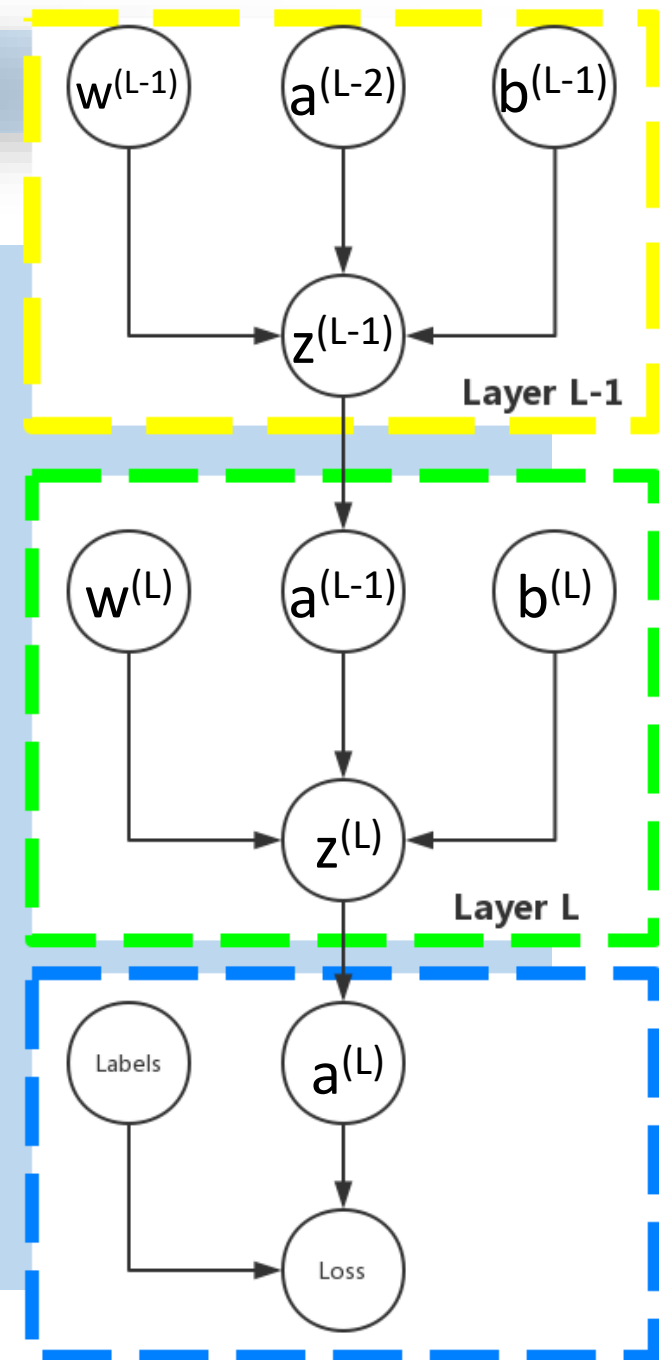 w(L-1) a(L-2) b(L-1)
z(L-1)
Layer L-1
w(L) a(L-1) b(L)
z(L)
Layer L
Labels a(L)
Loss